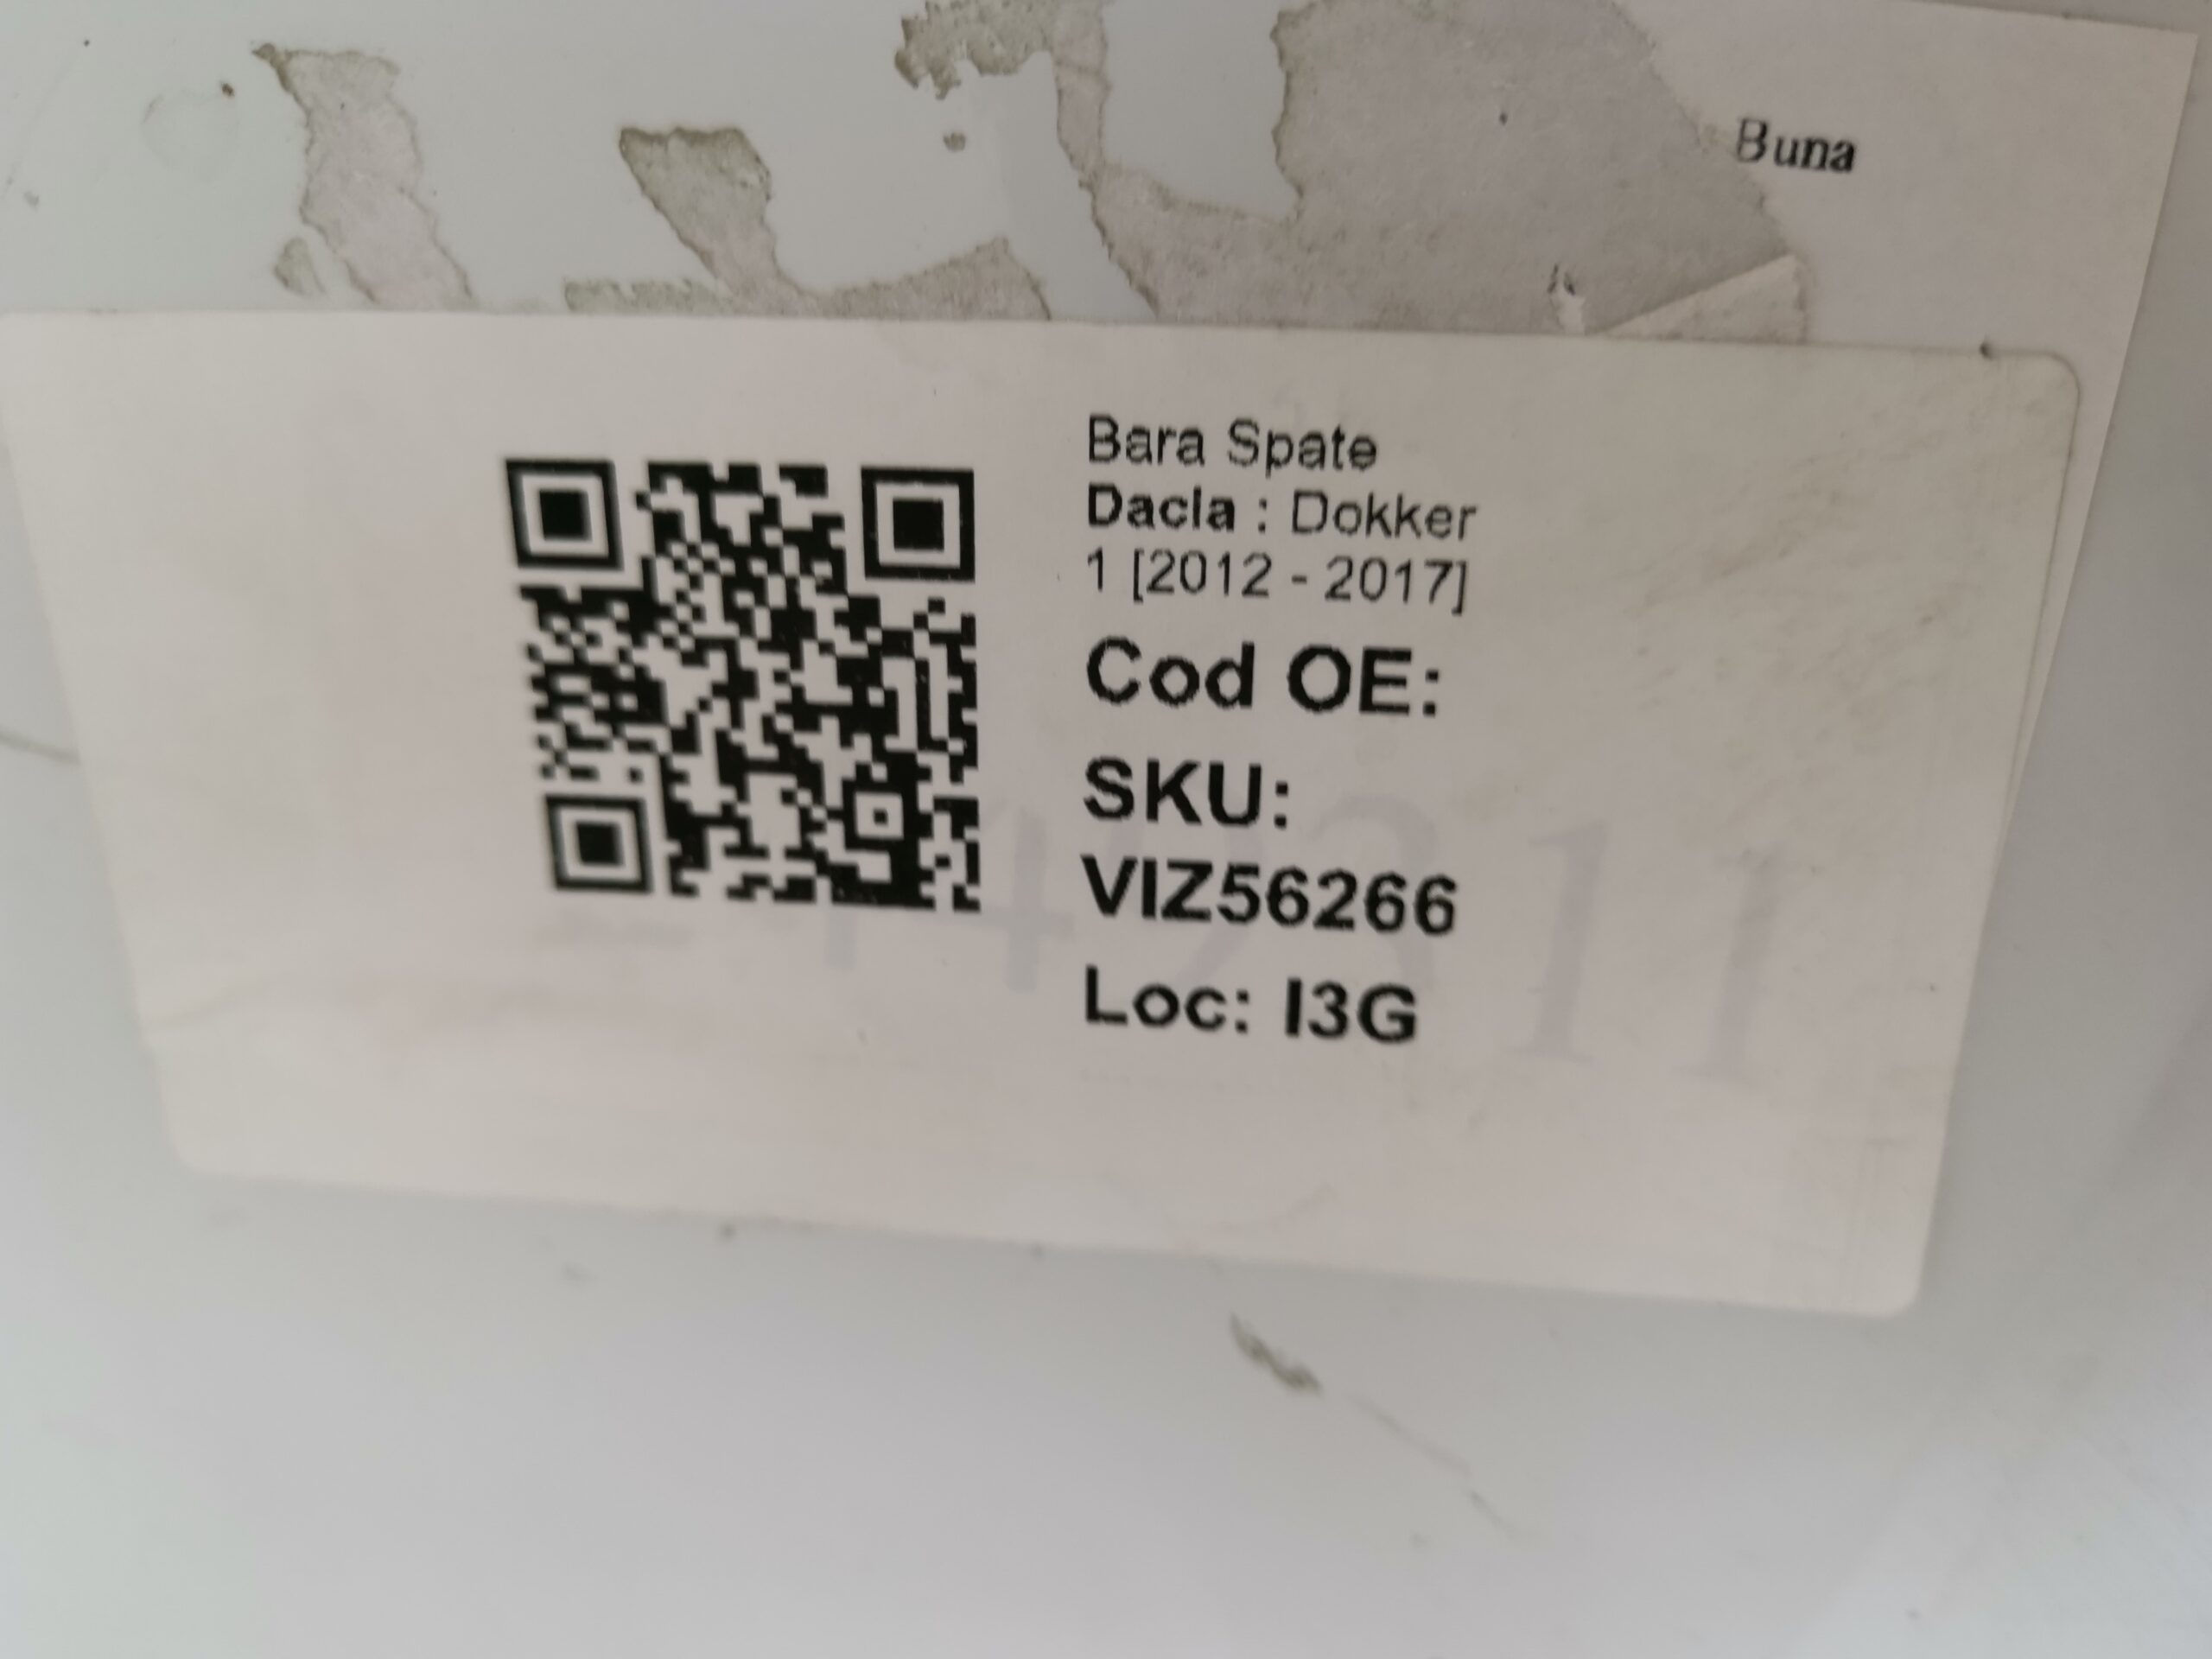 Buna
Bara Spate
Dacia : Dokker
1 [2012 - 2017]
Cod OE:
SKU:
VIZ56266
Loc: I3G